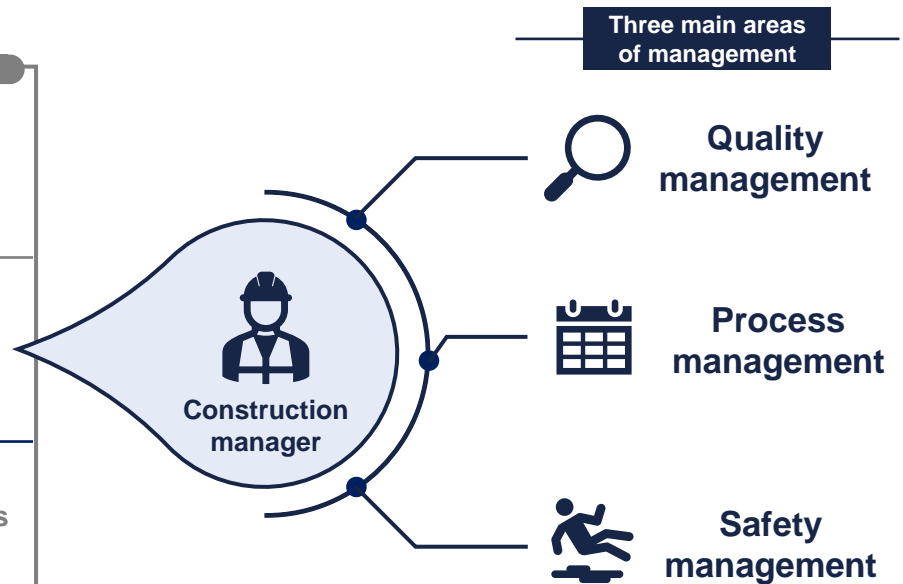 Three main areas
of management
Quality
management
Process
management
Construction
manager
s
Safety
management